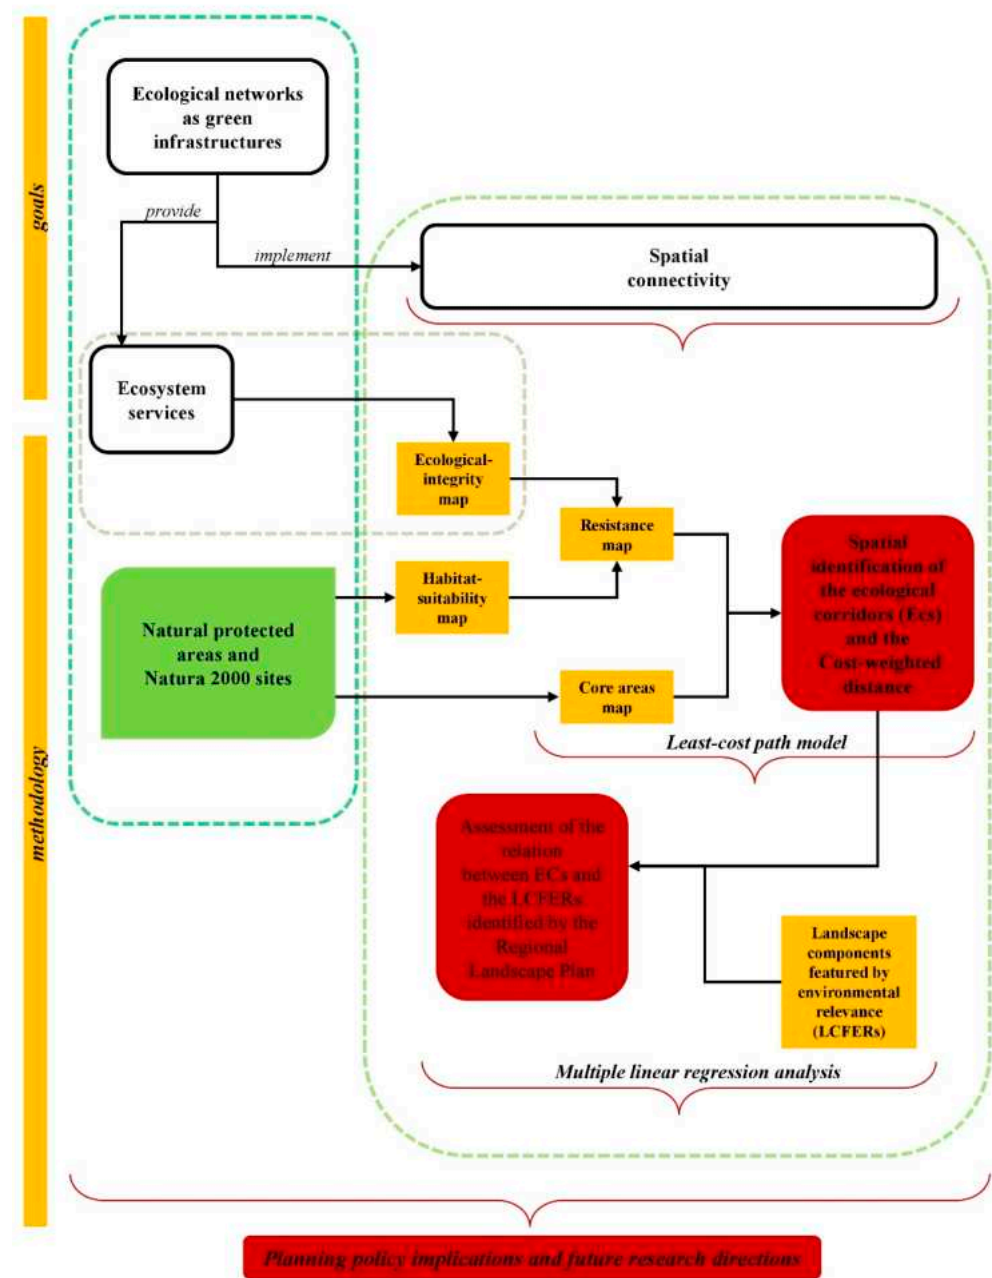 goals
Ecological networks
as green
infrastructures
provide
implement
Spatial
connectivity
Ecosystem
services
methodology
Ecological-
integrity
map
Resistance
map
Habitat-
suitability
map
Natural protected
areas and
Natura 2000 sites
Core areas
map
Spatial
identification of
the ecological
corridors (Ecs)
and the
Cost-weighted
distance
Least-cost path model
Assessment of the
relation
between ECs and
the LCFERs
identified by the
Regional
Landscape Plan
Landscape
components
featured by
environmental
relevance
(LCFERs)
Multiple linear regression analysis
Planning policy implications and future research directions